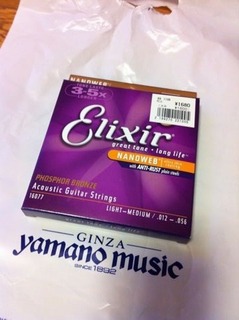 3-5x
¥1680
Elixir
great tone • long life
NANOWEB
with ANTI-RUST plain steels
PHOSPHOR BRONZE
Acoustic Guitar Strings
16077
LIGHT-MEDIUM / .012 - .056
GINZA
yamano music
SINCE 1892